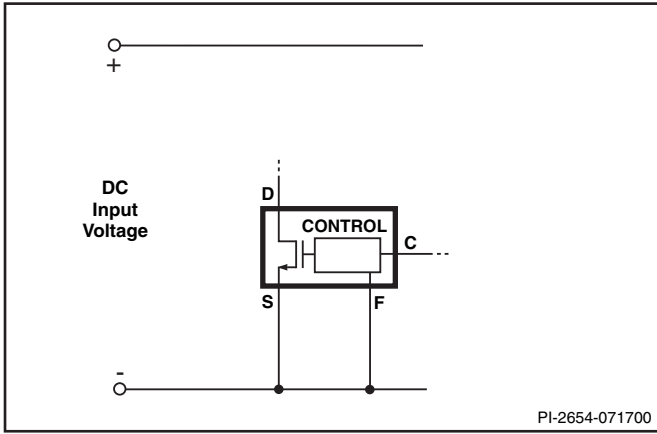 +
D
DC
Input
Voltage
CONTROL
C
S
F
-
PI-2654-071700